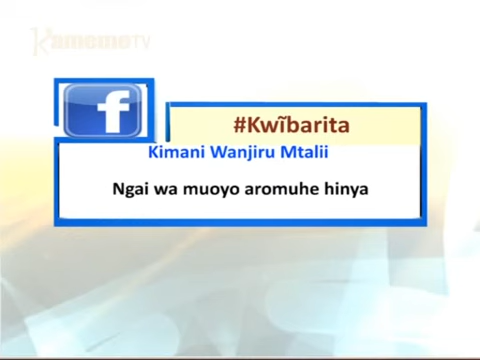 KamemeTV
f
#Kwĩbarita
Kimani Wanjiru Mtalii
Ngai wa muoyo aromuhe hinya